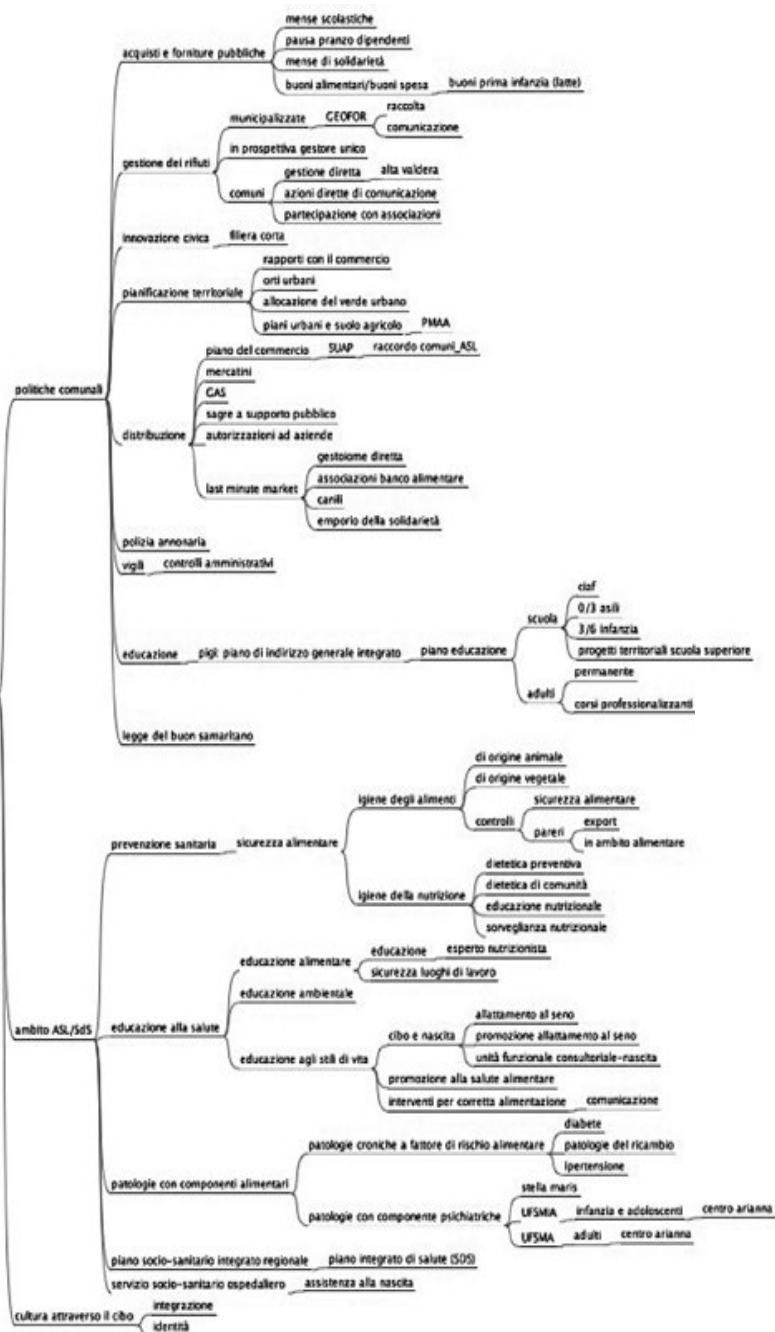 mense scolastiche
pausa pranzo dipendenti
acquisti e forniture pubbliche
mense di solidarietà
buoni alimentari/buoni spesa buoni prima infanzia (latte)
raccolta
municipalizzate GEOFOR
comunicazione
in prospettiva gestore unico
gestione dei rifiuti
gestione diretta alta valdera
comuni azioni dirette di comunicazione
partecipazione con associazioni
innovazione civica filiera corta
rapporti con il commercio
orti urbani
pianificazione territoriale
allocazione del verde urbano
piani urbani e suolo agricolo PMAA
piano del commercio SUAP raccordo comuni_ASL
mercatini
politiche comunali
GAS
sagre a supporto pubblico
distribuzione autorizzazioni ad aziende
gestoiome diretta
associazioni banco alimentare
last minute market
canili
emporio della solidarietà
polizia annonaria
vigili controlli amministrativi
ciaf
0/3 asili
scuola
3/6 infanzia
educazione pigi: piano di indirizzo generale integrato piano educazione
progetti territoriali scuola superiore
permanente
adulti
corsi professionalizzanti
legge del buon samaritano
di origine animale
di origine vegetale
igiene degli alimenti
sicurezza alimentare
controlli
export
pareri
in ambito alimentare
prevenzione sanitaria sicurezza alimentare
dietetica preventiva
dietetica di comunità
igiene della nutrizione
educazione nutrizionale
sorveglianza nutrizionale
educazione esperto nutrizionista
educazione alimentare
sicurezza luoghi di lavoro
educazione ambientale
ambito ASL/SdS educazione alla salute
allattamento al seno
cibo e nascita promozione allattamento al seno
unità funzionale consultoriale-nascita
educazione agli stili di vita
promozione alla salute alimentare
interventi per corretta alimentazione comunicazione
diabete
patologie croniche a fattore di rischio alimentare patologie del ricambio
ipertensione
patologie con componenti alimentari
stella maris
patologie con componente psichiatriche UFSMIA infanzia e adoloscenti centro arianna
UFSMA adulti centro arianna
piano socio-sanitario integrato regionale piano integrato di salute (SDS)
servizio socio-sanitario ospedaliero assistenza alla nascita
integrazione
cultura attraverso il cibo
identità